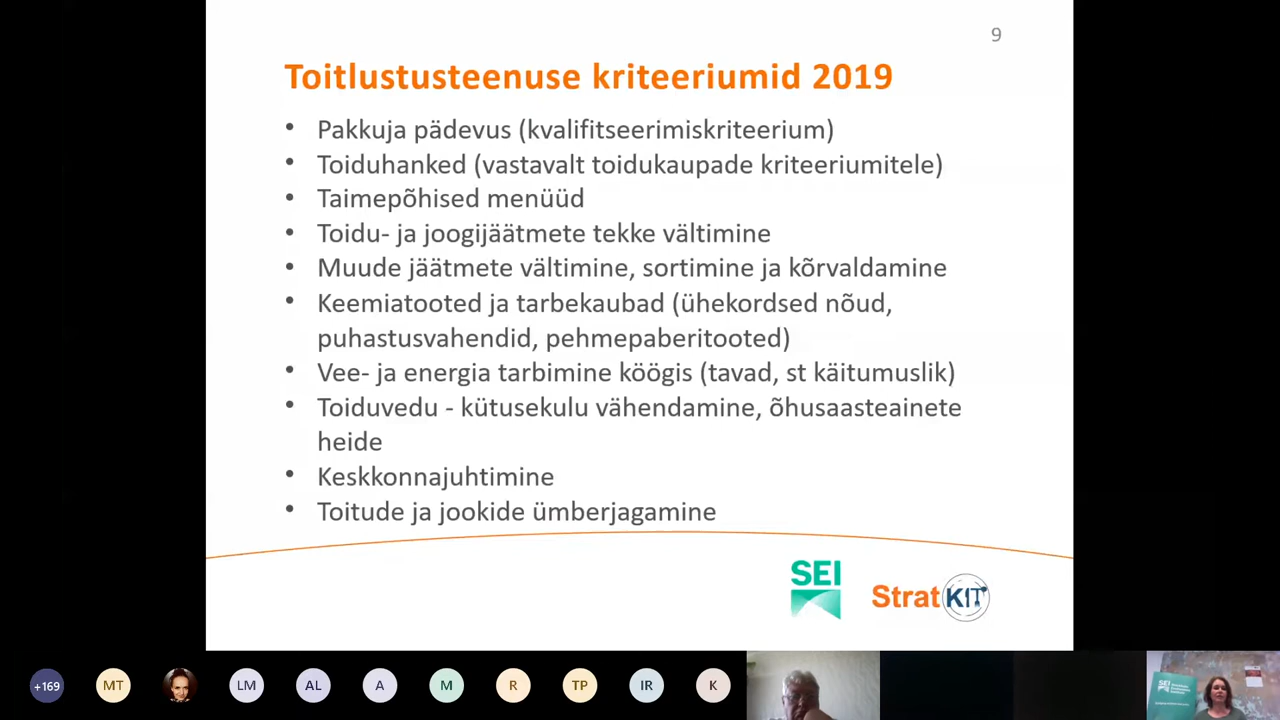 9
Toitlustusteenuse kriteeriumid 2019
• Pakkuja pädevus (kvalifitseerimiskriteerium)
• Toiduhanked (vastavalt toidukaupade kriteeriumitele)
• Taimepõhised menüüd
• Toidu- ja joogijäätmete tekke vältimine
• Muude jäätmete vältimine, sortimine ja kõrvaldamine
• Keemiatooted ja tarbekaubad (ühekordsed nõud,
puhastusvahendid, pehmepaberitooted)
• Vee- ja energia tarbimine köögis (tavad, st käitumuslik)
• Toiduvedu - kütusekulu vähendamine, õhusaasteainete
heide
• Keskkonnajuhtimine
• Toitude ja jookide ümberjagamine
SEI
StratKIT
+169 MT LM AL A M R TP IR K
SEI